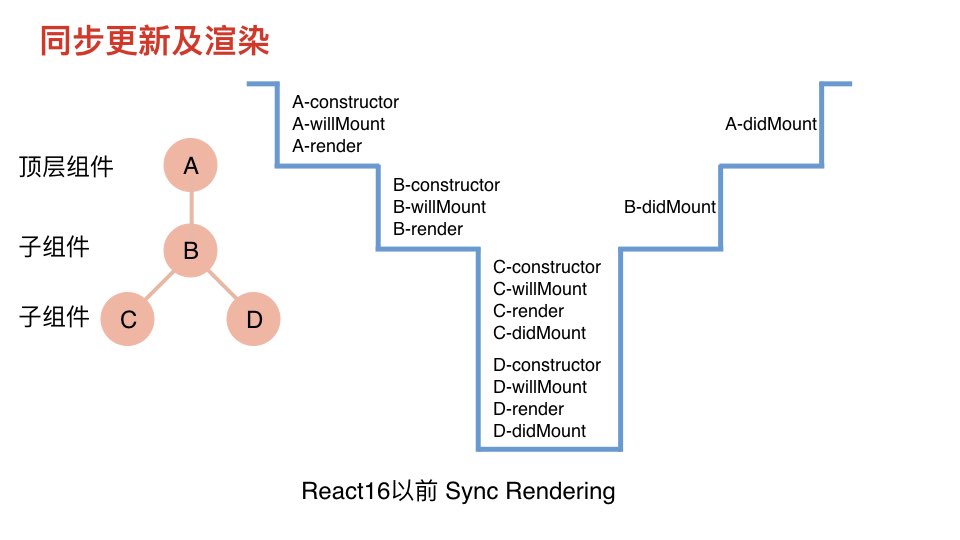 同步更新及渲染
顶层组件
子组件
子组件
A
B
C
D
A-constructor
A-willMount
A-render
B-constructor
B-willMount
B-render
C-constructor
C-willMount
C-render
C-didMount
D-constructor
D-willMount
D-render
D-didMount
B-didMount
A-didMount
React16以前 Sync Rendering